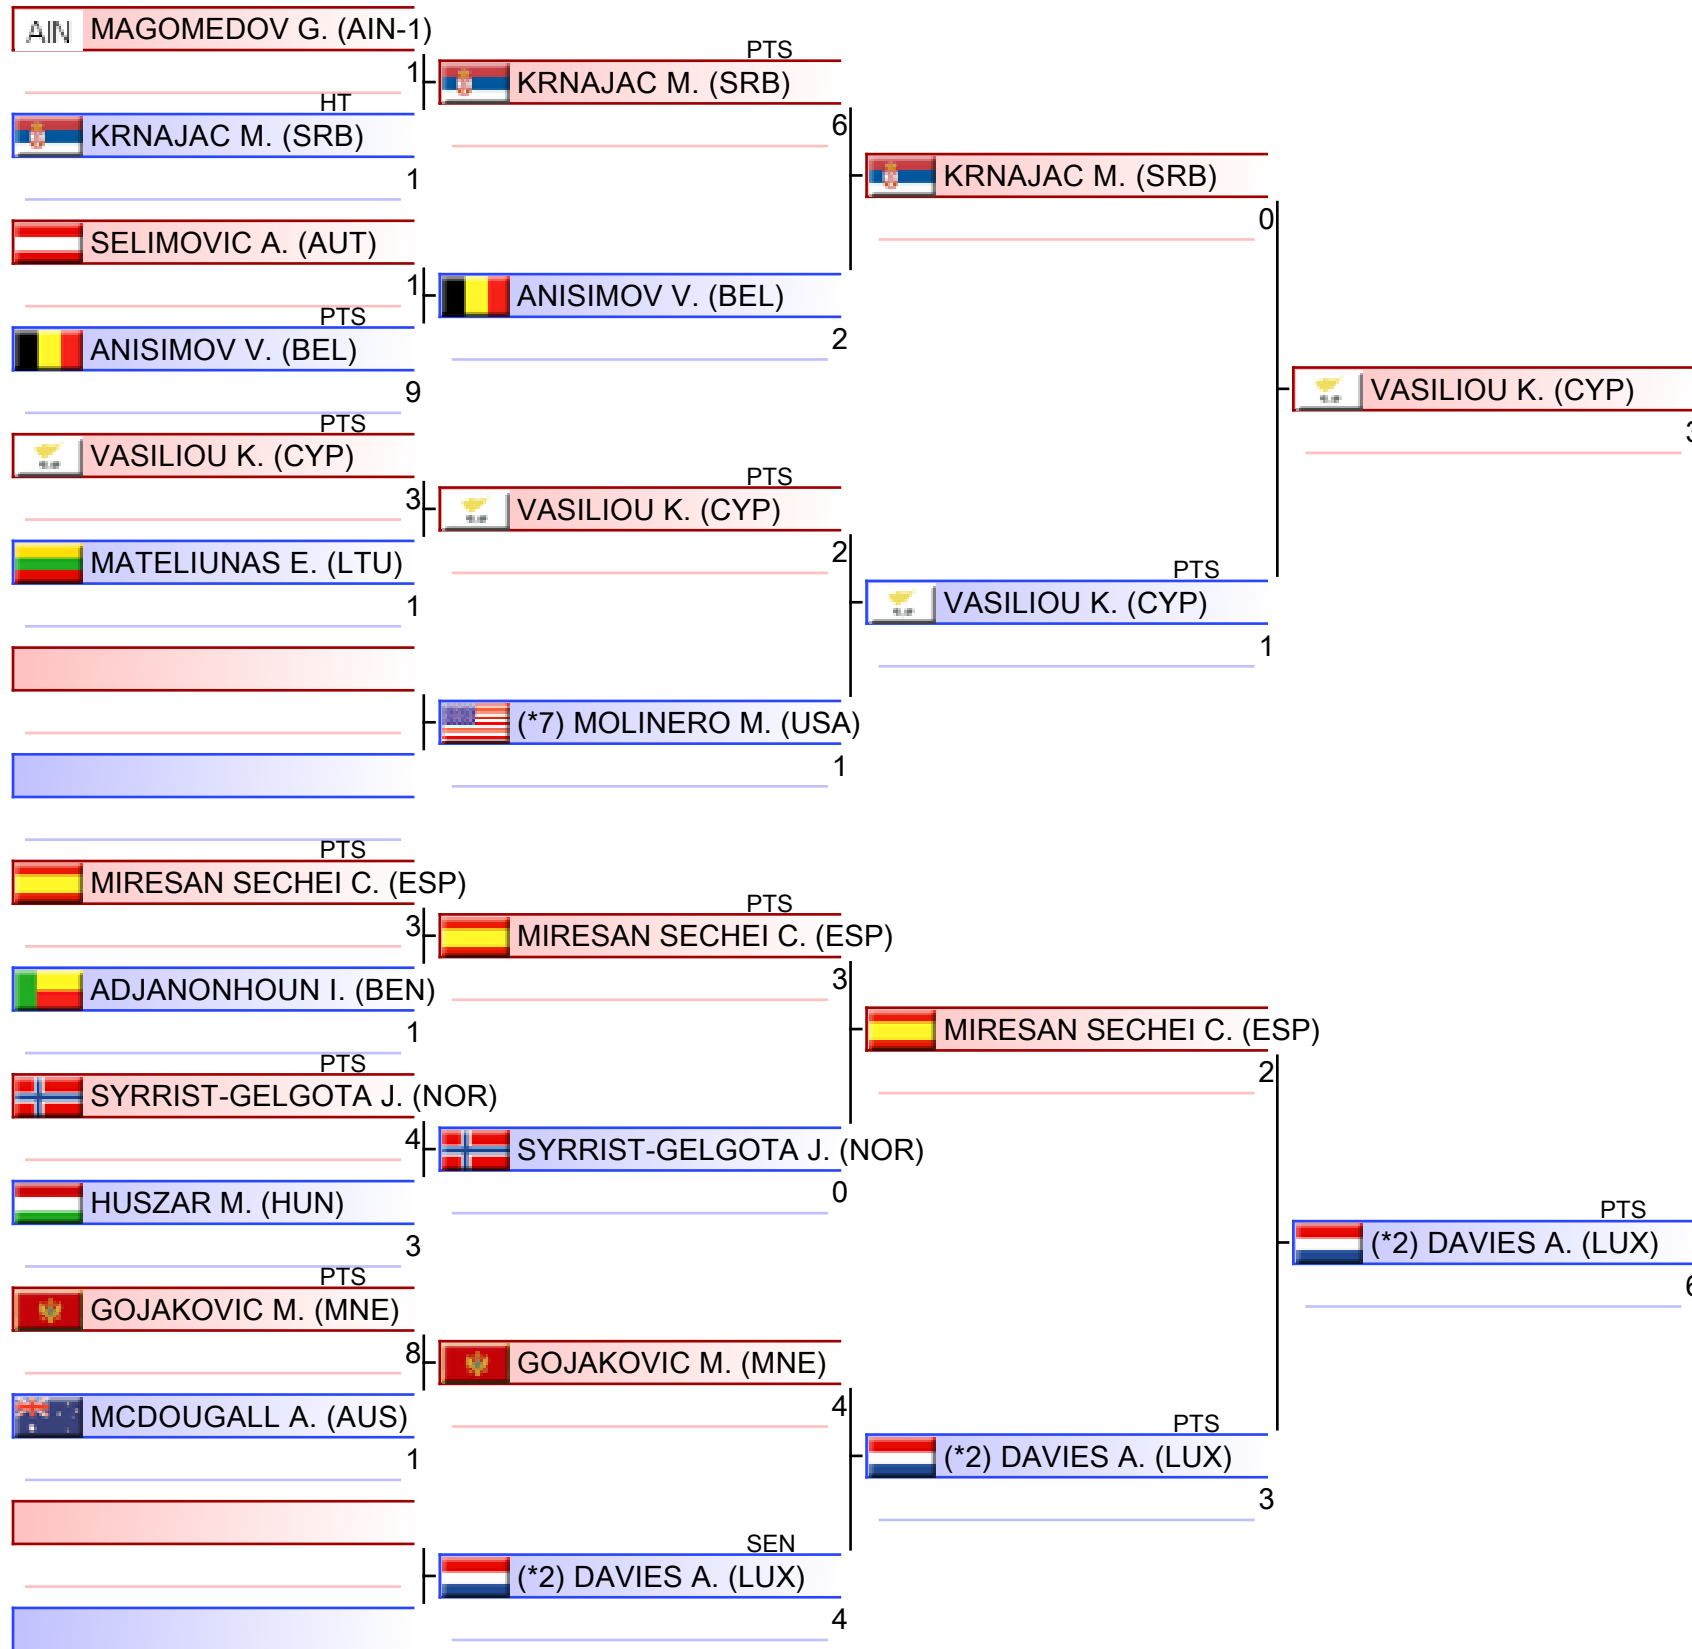 AIN MAGOMEDOV G. (AIN-1)
PTS
1
KRNAJAC M. (SRB)
HT
6
KRNAJAC M. (SRB)
1
KRNAJAC M. (SRB)
0
SELIMOVIC A. (AUT)
1
ANISIMOV V. (BEL)
PTS
2
ANISIMOV V. (BEL)
9
VASILIOU K. (CYP)
3
PTS
VASILIOU K. (CYP)
PTS
3
VASILIOU K. (CYP)
2
MATELIUNAS E. (LTU)
1
PTS
VASILIOU K. (CYP)
1
(*7) MOLINERO M. (USA)
1
PTS
MIRESAN SECHEI C. (ESP)
PTS
3
MIRESAN SECHEI C. (ESP)
3
ADJANONHOUN I. (BEN)
1
MIRESAN SECHEI C. (ESP)
2
PTS
SYRRIST-GELGOTA J. (NOR)
4
SYRRIST-GELGOTA J. (NOR)
0
HUSZAR M. (HUN)
3
PTS
(*2) DAVIES A. (LUX)
6
PTS
GOJAKOVIC M. (MNE)
8
GOJAKOVIC M. (MNE)
4
MCDOUGALL A. (AUS)
1
PTS
(*2) DAVIES A. (LUX)
3
SEN
(*2) DAVIES A. (LUX)
4